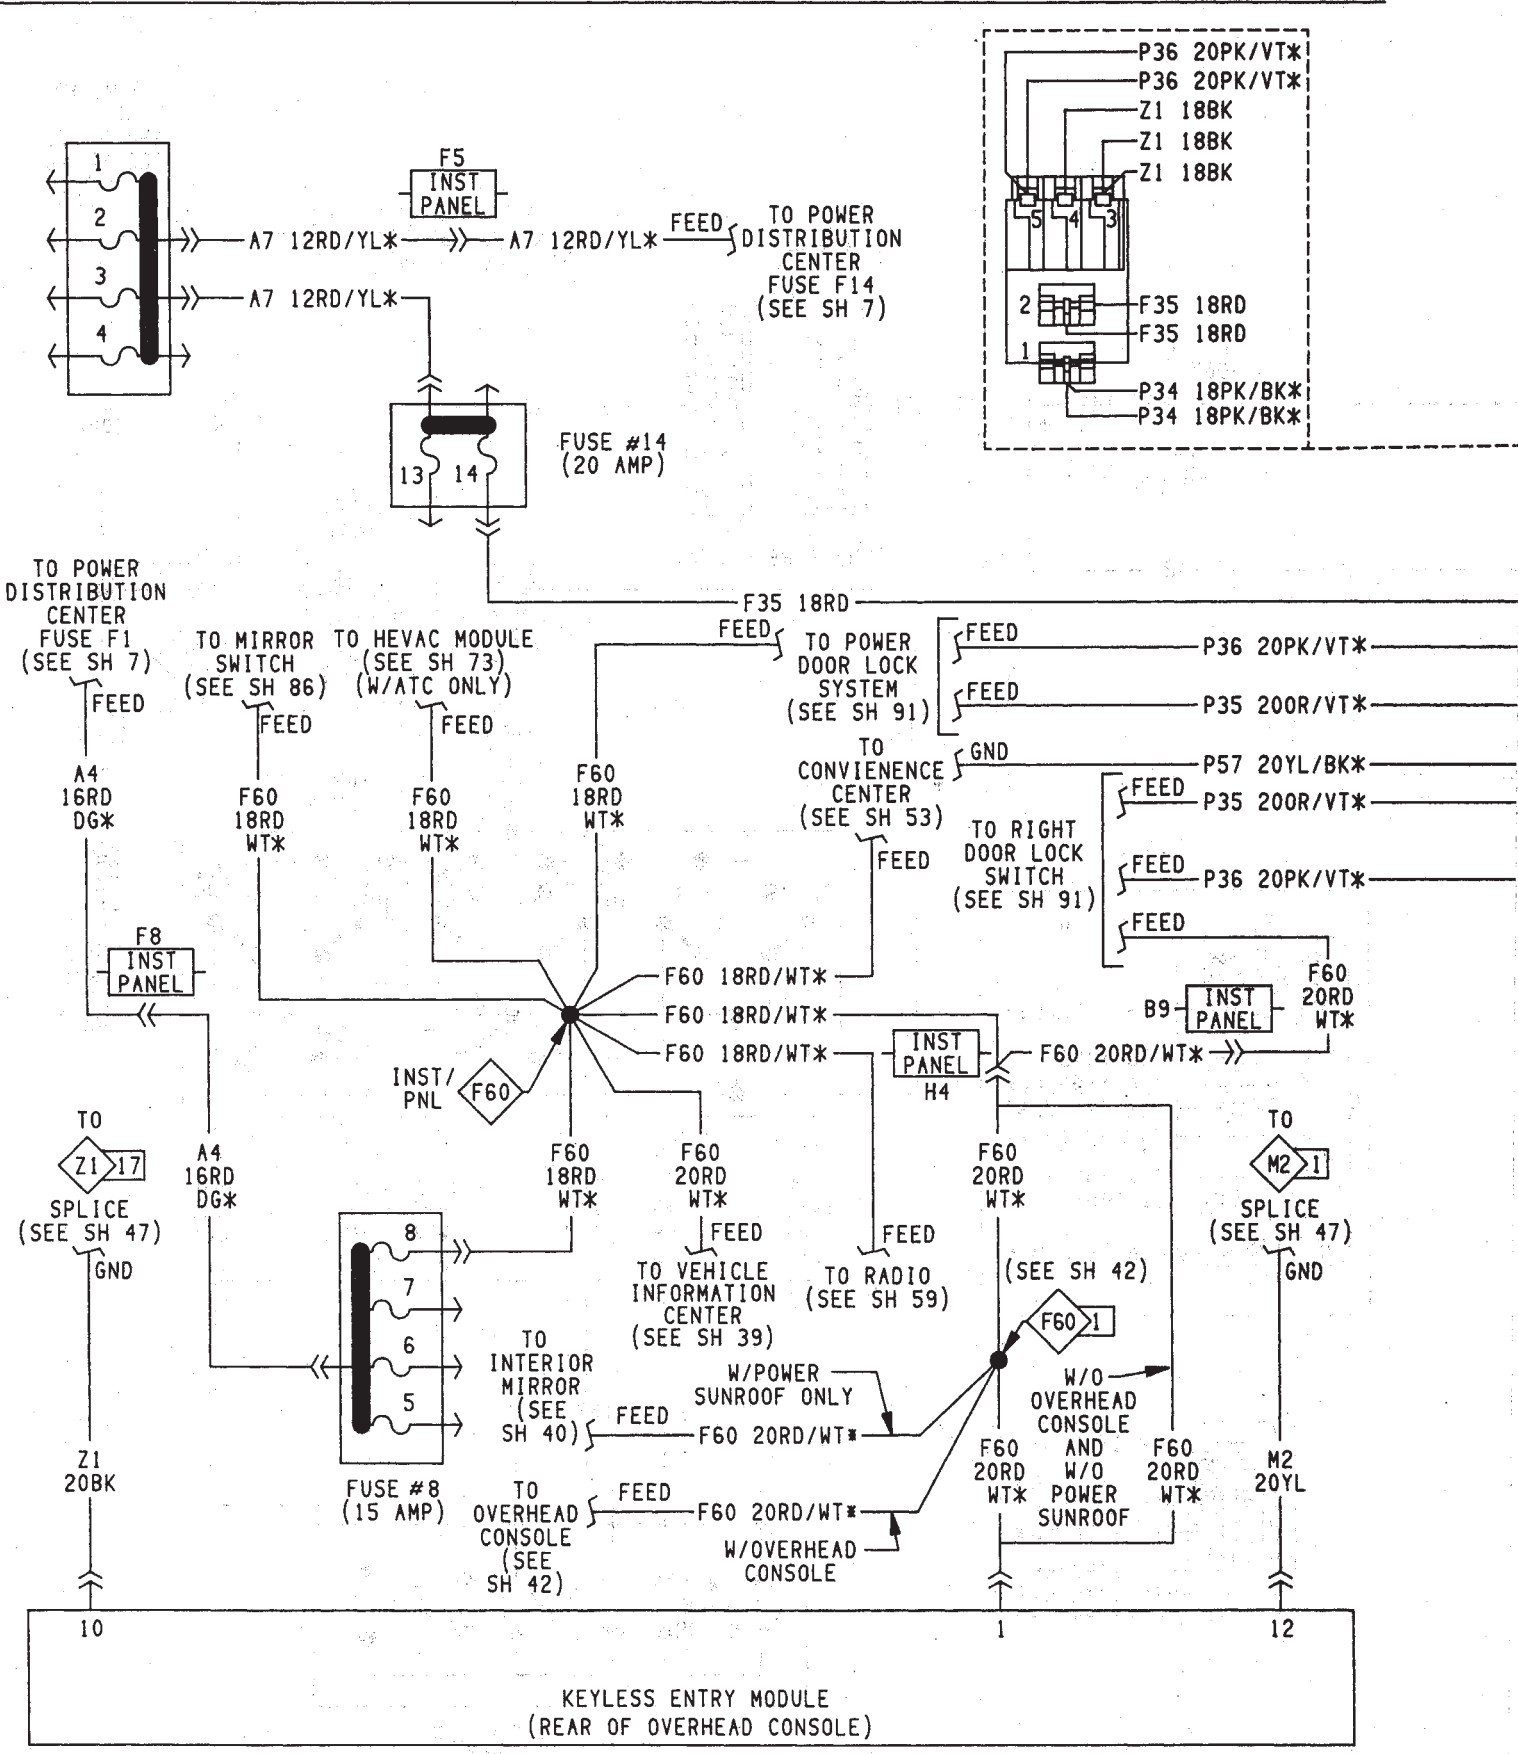 P36 20PK/VT*
P36 20PK/VT*
Z1 18BK
Z1 18BK
Z1 18BK
5 4 3
2
F35 18RD
F35 18RD
1
P34 18PK/BK*
P34 18PK/BK*
1
2
3
4
F5
INST
PANEL
A7 12RD/YL*
A7 12RD/YL*
FEED
TO POWER
DISTRIBUTION
CENTER
FUSE F14
(SEE SH 7)
A7 12RD/YL*
13 14
FUSE #14
(20 AMP)
F35 18RD
TO POWER
DISTRIBUTION
CENTER
FUSE F1
(SEE SH 7)
FEED
TO MIRROR
SWITCH
(SEE SH 86)
FEED
TO HEVAC MODULE
(SEE SH 73)
(W/ATC ONLY)
FEED
FEED
TO POWER
DOOR LOCK
SYSTEM
(SEE SH 91)
FEED
P36 20PK/VT*
FEED
P35 20OR/VT*
TO
CONVIENENCE
CENTER
(SEE SH 53)
GND
P57 20YL/BK*
FEED
TO RIGHT
DOOR LOCK
SWITCH
(SEE SH 91)
FEED
P35 20OR/VT*
FEED
P36 20PK/VT*
FEED
A4
16RD
DG*
F60
18RD
WT*
F60
18RD
WT*
F60
18RD
WT*
F8
INST
PANEL
F60 18RD/WT*
F60 18RD/WT*
F60 18RD/WT*
INST
PANEL
H4
B9
INST
PANEL
F60
20RD
WT*
F60 20RD/WT*
INST/
PNL
F60
TO
Z1 17
SPLICE
(SEE SH 47)
GND
A4
16RD
DG*
F60
18RD
WT*
F60
20RD
WT*
FEED
TO VEHICLE
INFORMATION
CENTER
(SEE SH 39)
FEED
TO RADIO
(SEE SH 59)
F60
20RD
WT*
(SEE SH 42)
F60 1
TO
M2 1
SPLICE
(SEE SH 47)
GND
8
7
6
5
FUSE #8
(15 AMP)
TO
INTERIOR
MIRROR
(SEE
SH 40)
FEED
F60 20RD/WT*
W/POWER
SUNROOF ONLY
TO
OVERHEAD
CONSOLE
(SEE
SH 42)
FEED
F60 20RD/WT*
W/OVERHEAD
CONSOLE
F60
20RD
WT*
W/O
OVERHEAD
CONSOLE
AND
W/O
POWER
SUNROOF
F60
20RD
WT*
M2
20YL
Z1
20BK
10
1
12
KEYLESS ENTRY MODULE
(REAR OF OVERHEAD CONSOLE)